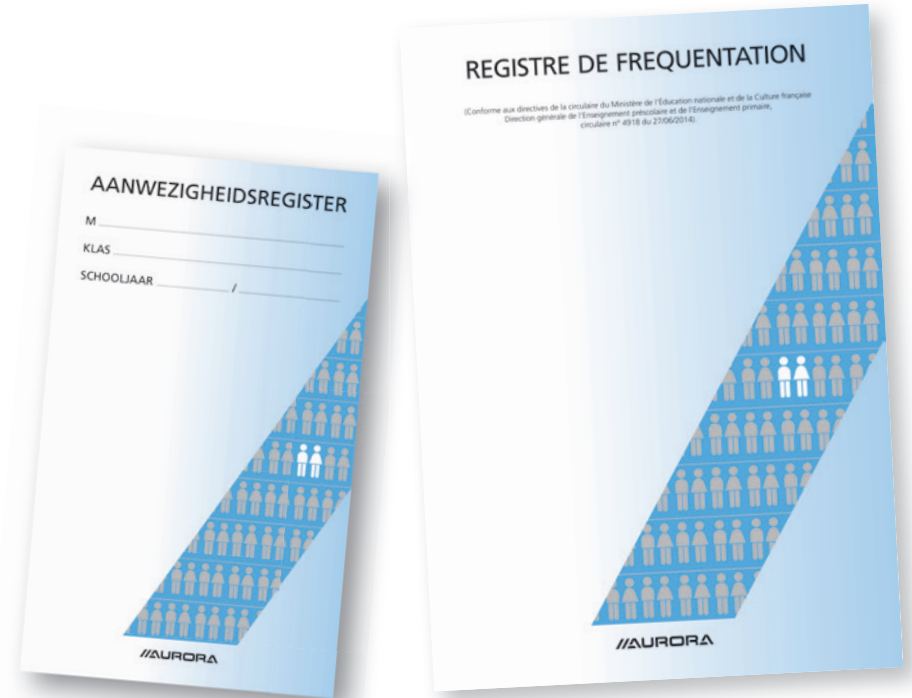 AANWEZIGHEIDSREGISTER
M
KLAS
SCHOOLJAAR /
//AURORA
REGISTRE DE FREQUENTATION
(Conforme aux directives de la circulaire du Ministère de l'Éducation nationale et de la Culture française
Direction générale de l'Enseignement préscolaire et de l'Enseignement primaire,
circulaire n° 4918 du 27/06/2014).
//AURORA